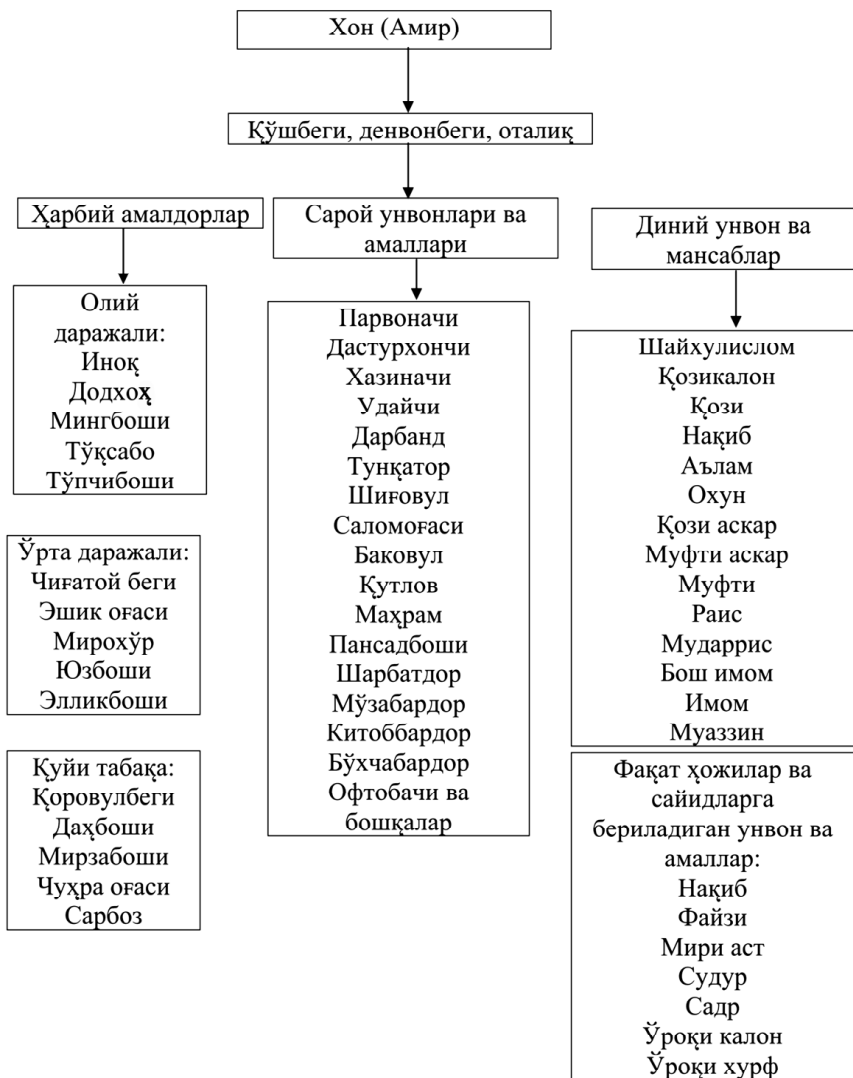 Хон (Амир)
Қўшбеги, денвонбеги, оталиқ
Ҳарбий амалдорлар
Олий
даражали:
Иноқ
Додхоҳ
Мингбоши
Тўқсабо
Тўпчибоши
Ўрта даражали:
Чиғатой беги
Эшик оғаси
Мирохўр
Юзбоши
Элликбоши
Қуйи табақа:
Қоровулбеги
Даҳбоши
Мирзабоши
Чуҳра оғаси
Сарбоз
Сарой унвонлари ва
амаллари
Парвоначи
Дастурхончи
Хазиначи
Удайчи
Дарбанд
Тунқатор
Шиғовул
Саломоғаси
Баковул
Қутлов
Маҳрам
Пансадбоши
Шарбатдор
Мўзабардор
Китоббардор
Бўхчабардор
Офтобачи ва
бошқалар
Диний унвон ва
мансаблар
Шайхулислом
Қозикалон
Қози
Нақиб
Аълам
Охун
Қози аскар
Муфти аскар
Муфти
Раис
Мударрис
Бош имом
Имом
Муаззин
Фақат ҳожилар ва
сайидларга
бериладиган унвон ва
амаллар:
Нақиб
Файзи
Мири аст
Судур
Садр
Ўроқи калон
Ўроқи хурф